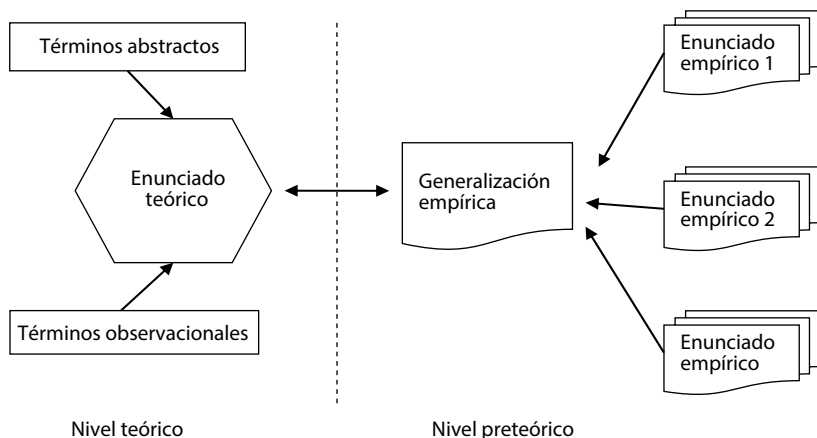 Términos abstractos
Enunciado
teórico
Términos observacionales
Nivel teórico
Generalización
empírica
Enunciado
empírico 1
Enunciado
empírico 2
Enunciado
empírico
Nivel preteórico